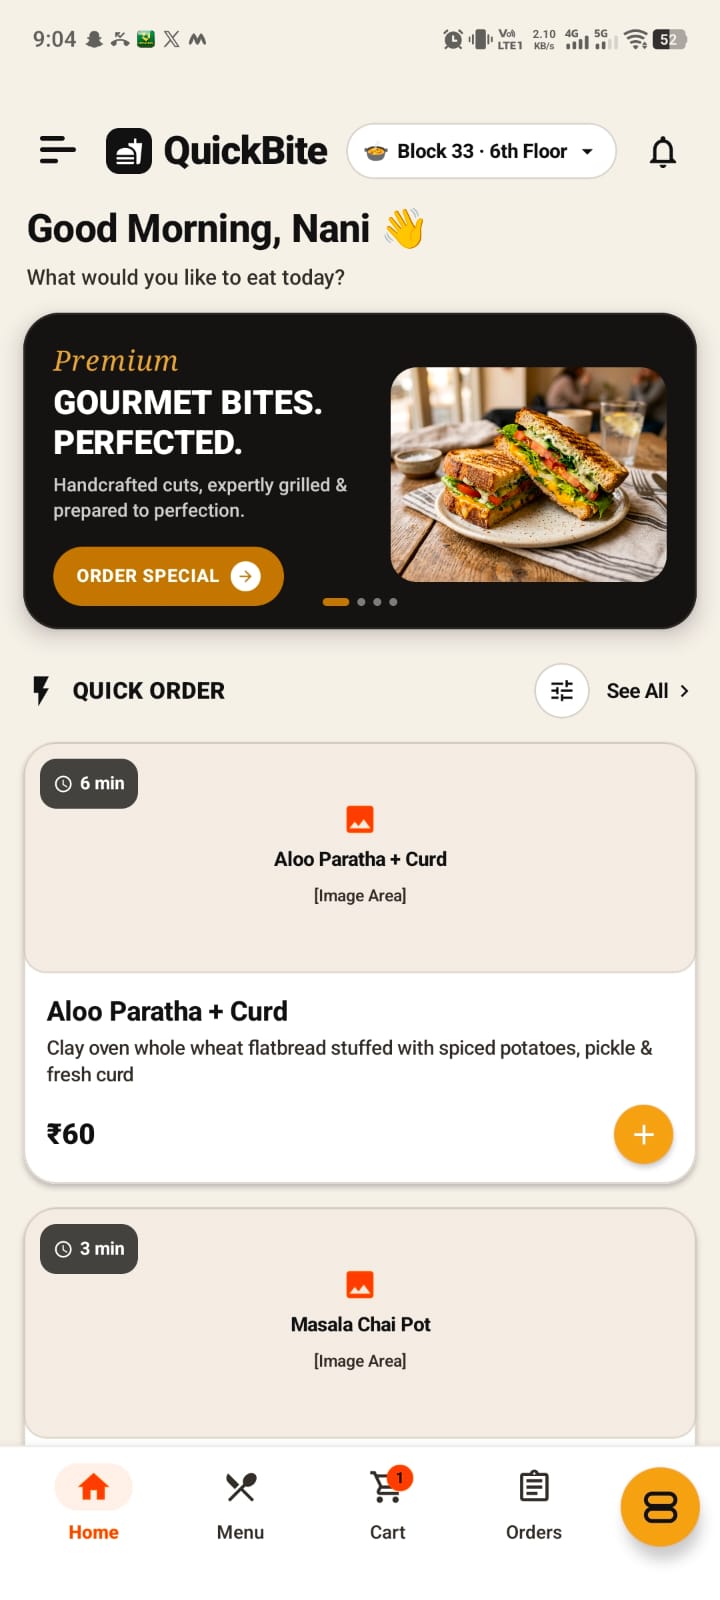 9:04
Vo)) LTE1
2.10 KB/s
4G
5G
52
QuickBite
Block 33 · 6th Floor
Good Morning, Nani 👋
What would you like to eat today?
Premium
GOURMET BITES.
PERFECTED.
Handcrafted cuts, expertly grilled &
prepared to perfection.
ORDER SPECIAL
QUICK ORDER
See All
6 min
Aloo Paratha + Curd
[Image Area]
Aloo Paratha + Curd
Clay oven whole wheat flatbread stuffed with spiced potatoes, pickle &
fresh curd
₹60
3 min
Masala Chai Pot
[Image Area]
1
Home
Menu
Cart
Orders